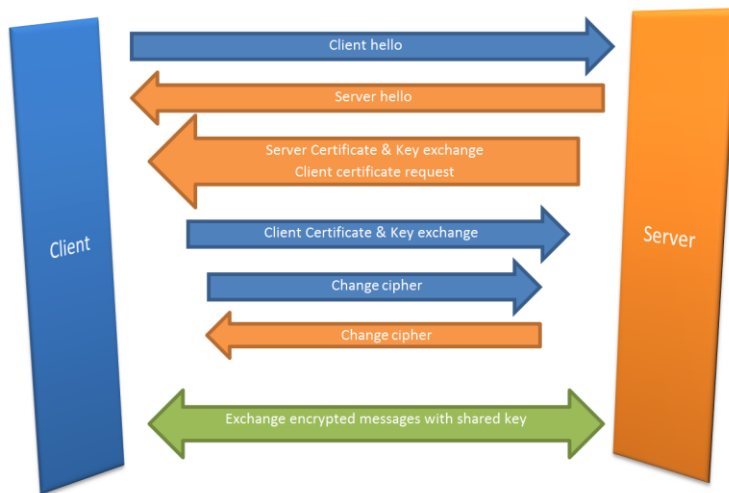 Client hello
Server hello
Server Certificate & Key exchange
Client certificate request
Client
Client Certificate & Key exchange
Server
Change cipher
Change cipher
Exchange encrypted messages with shared key